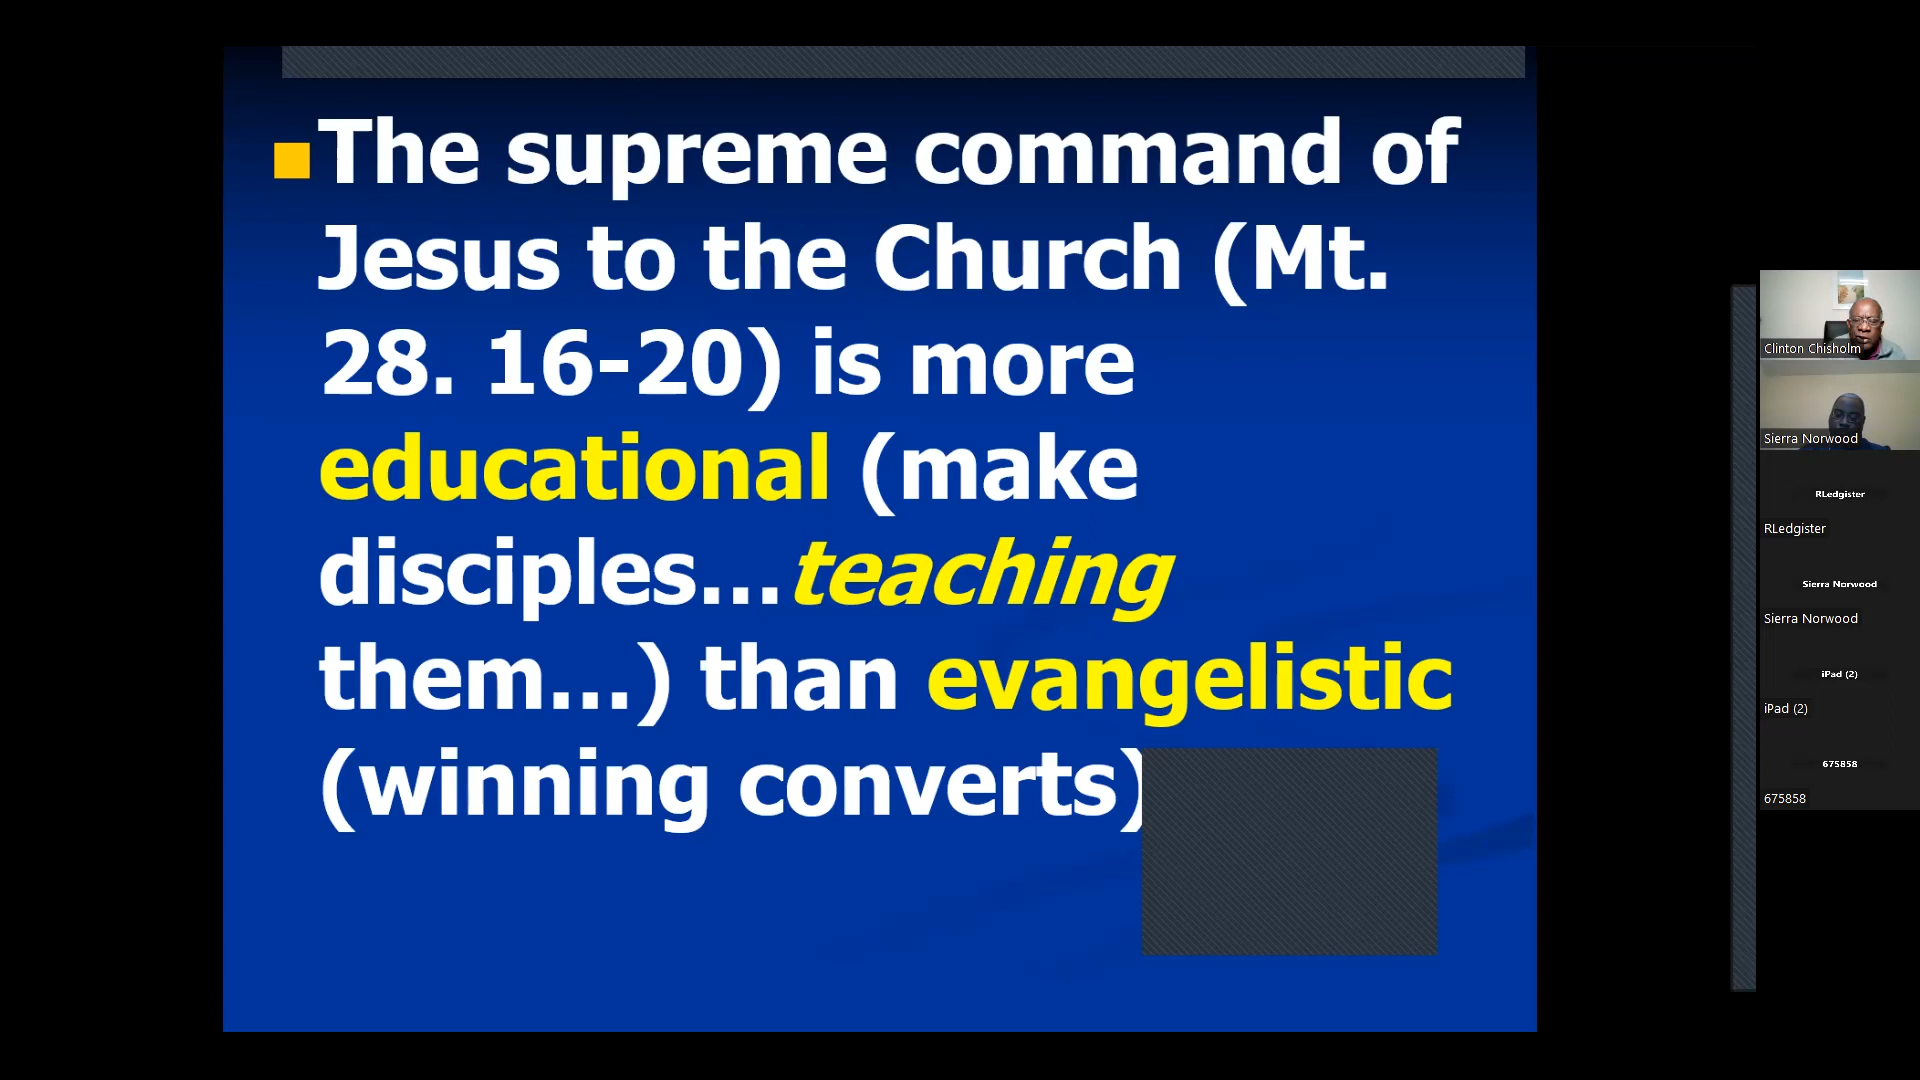 The supreme command of
Jesus to the Church (Mt.
28. 16-20) is more
educational (make
disciples…teaching
them…) than evangelistic
(winning converts)
Clinton Chisholm
Sierra Norwood
RLedgister
RLedgister
Sierra Norwood
Sierra Norwood
iPad (2)
iPad (2)
675858
675858